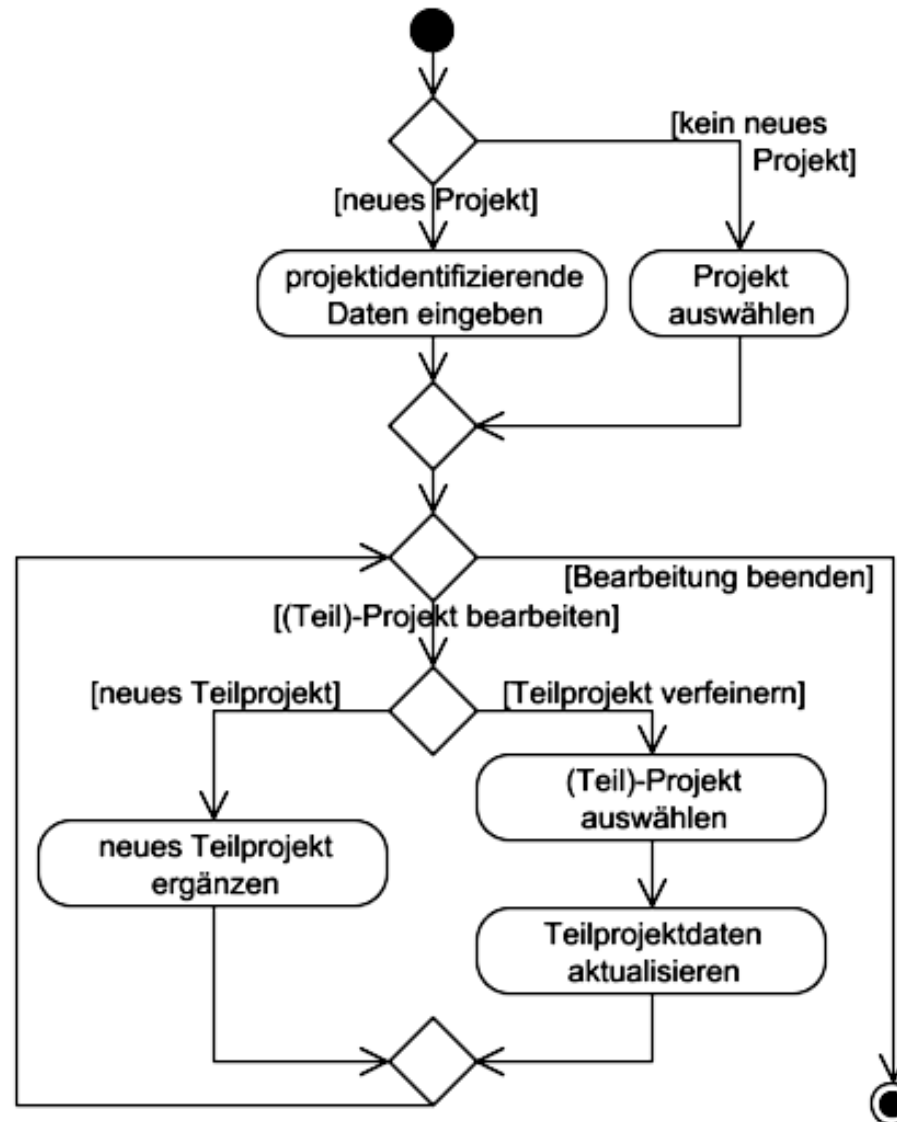 [kein neues
Projekt]
[neues Projekt]
projektidentifizierende
Daten eingeben
Projekt
auswählen
[Bearbeitung beenden]
[(Teil)-Projekt bearbeiten]
[neues Teilprojekt]
[Teilprojekt verfeinern]
(Teil)-Projekt
auswählen
neues Teilprojekt
ergänzen
Teilprojektdaten
aktualisieren